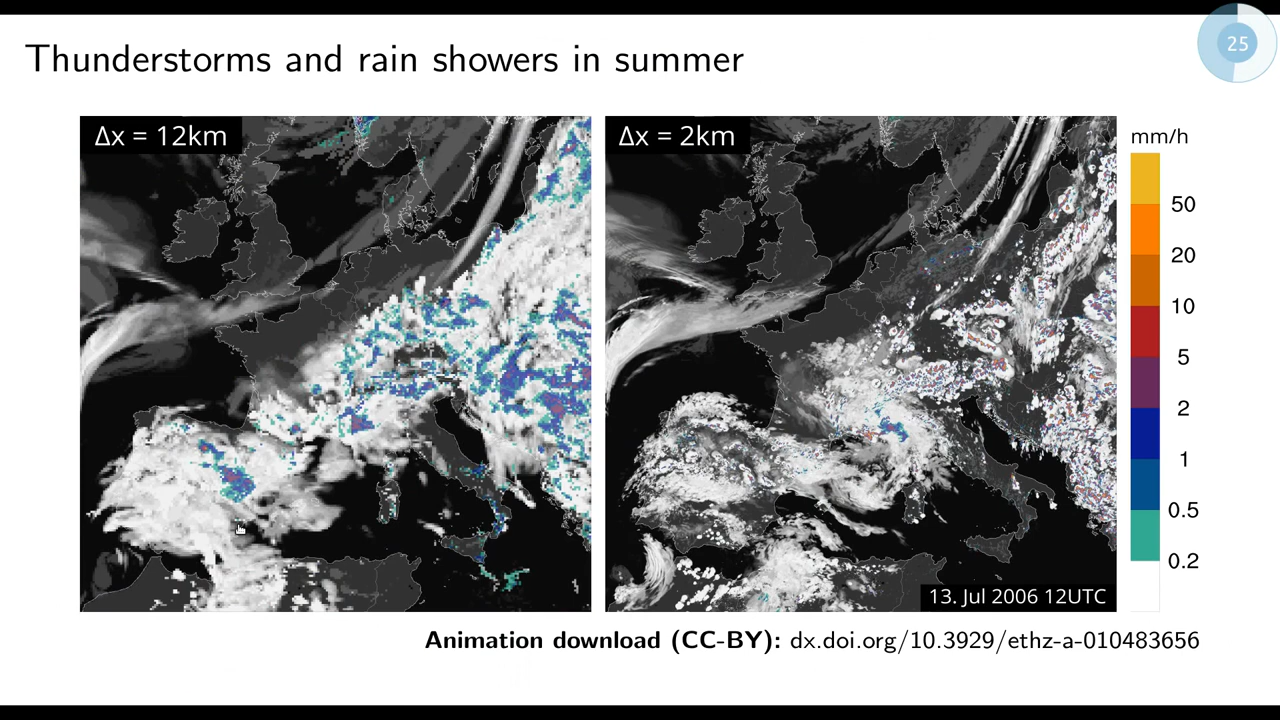 25
Thunderstorms and rain showers in summer
Δx = 12km
Δx = 2km
mm/h
50
20
10
5
2
1
0.5
0.2
13. Jul 2006 12UTC
Animation download (CC-BY): dx.doi.org/10.3929/ethz-a-010483656